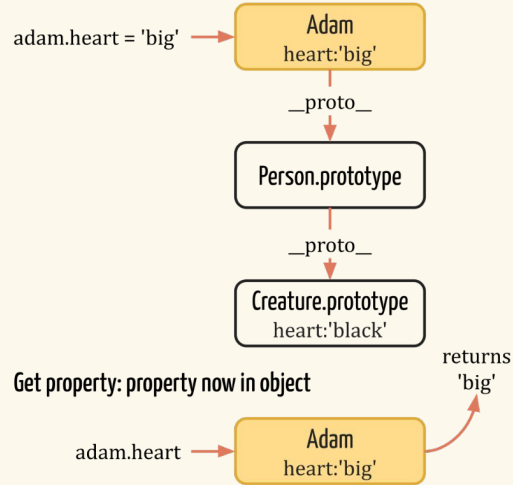 adam.heart = 'big'
Adam
heart:'big'
__proto__
Person.prototype
__proto__
Creature.prototype
heart:'black'
returns
'big'
Get property: property now in object
adam.heart
Adam
heart:'big'